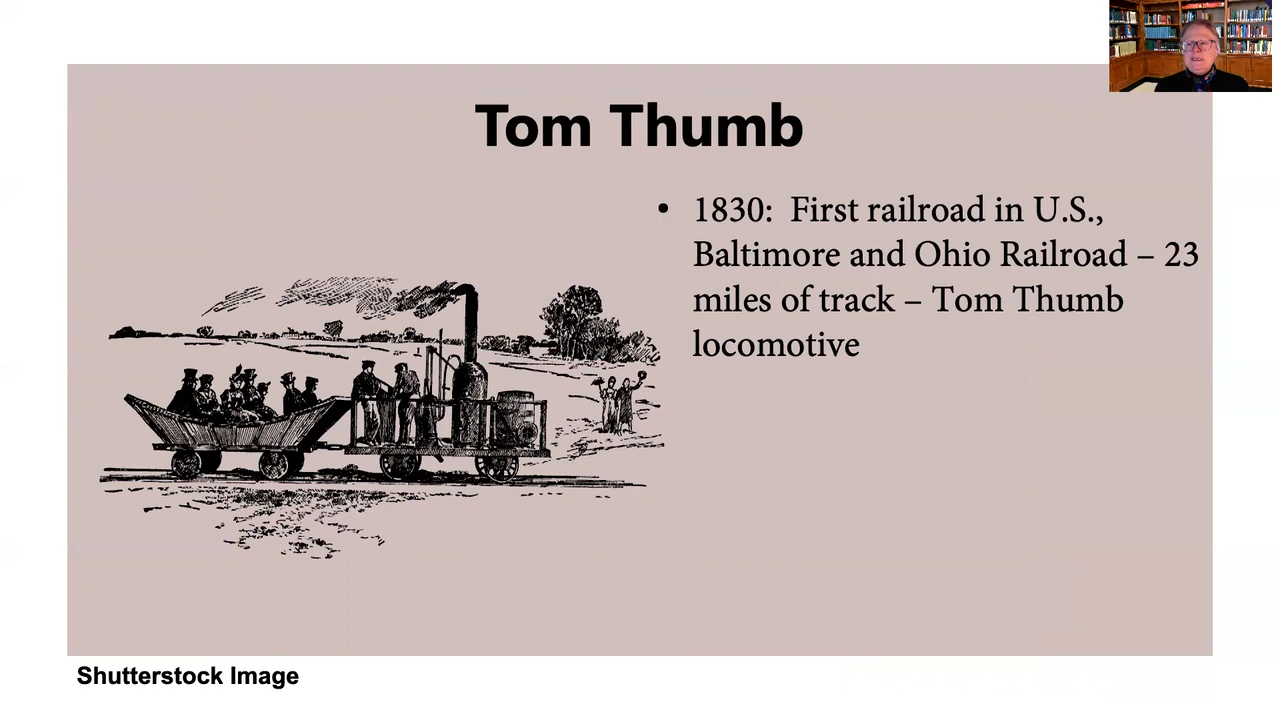 Tom Thumb
• 1830:  First railroad in U.S.,
Baltimore and Ohio Railroad – 23
miles of track – Tom Thumb
locomotive
Shutterstock Image